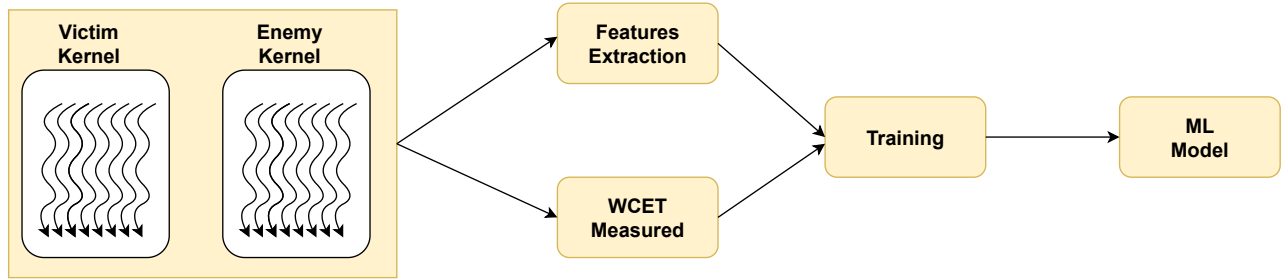 Victim
Kernel
Enemy
Kernel
Features
Extraction
WCET
Measured
Training
ML
Model